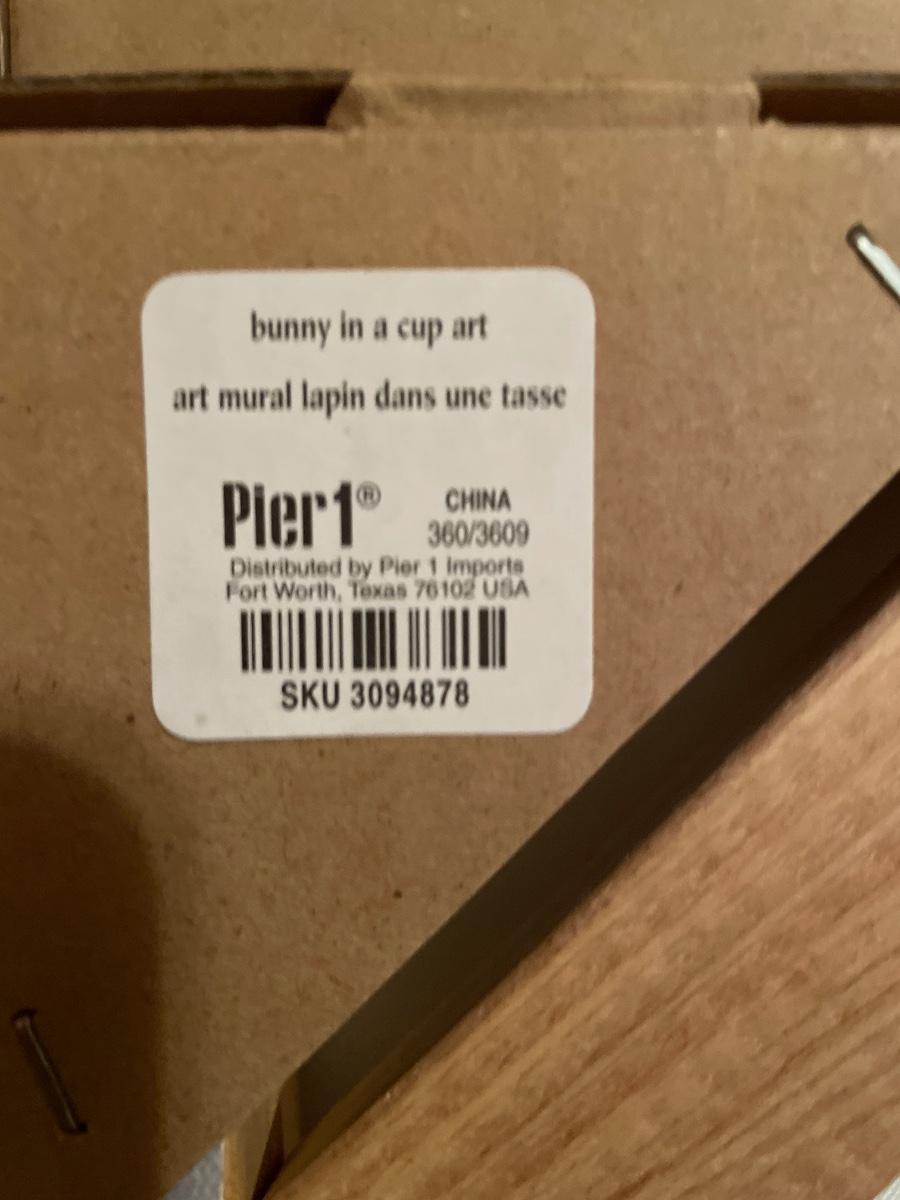 bunny in a cup art
art mural lapin dans une tasse
Pier1® CHINA
360/3609
Distributed by Pier 1 Imports
Fort Worth, Texas 76102 USA
SKU 3094878